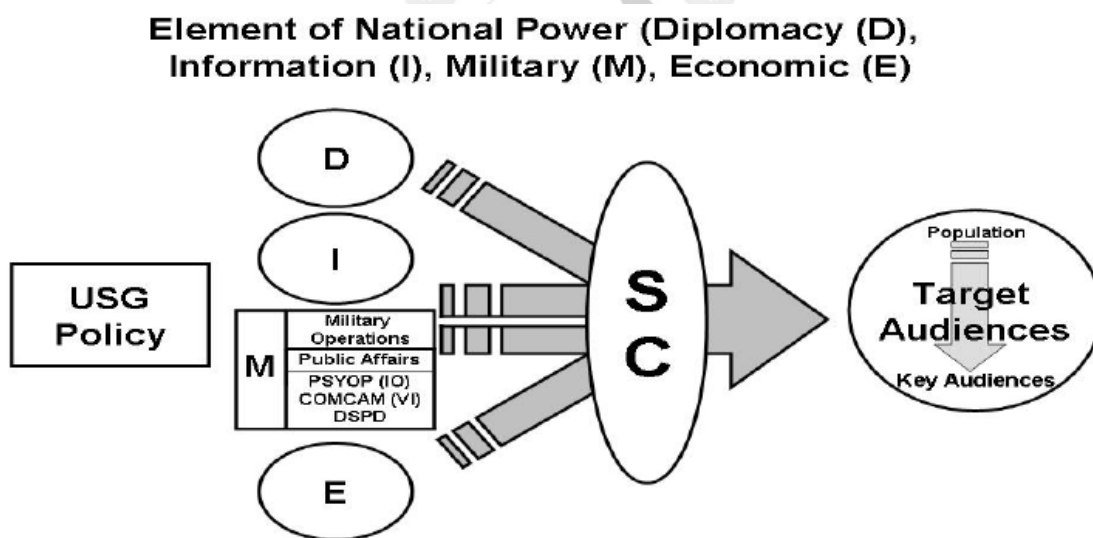 Element of National Power (Diplomacy (D),
Information (I), Military (M), Economic (E)
USG
Policy
D
I
M
Military
Operations
Public Affairs
PSYOP (IO)
COMCAM (VI)
DSPD
E
S
C
Population
Target
Audiences
Key Audiences